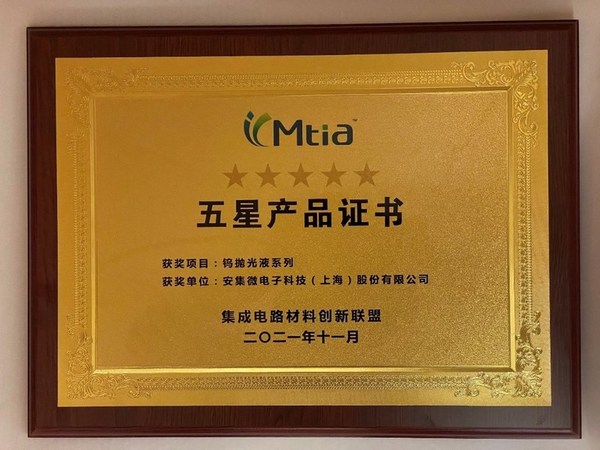 ICMtia™
五星产品证书
获奖项目：钨抛光液系列
获奖单位：安集微电子科技（上海）股份有限公司
集成电路材料创新联盟
二〇二一年十一月